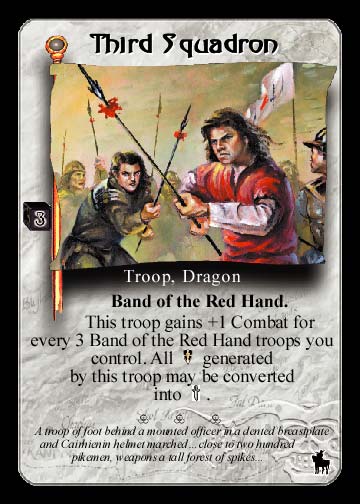 Third Squadron
3
Troop, Dragon
Band of the Red Hand.
This troop gains +1 Combat for
every 3 Band of the Red Hand troops you
control. All generated
by this troop may be converted
into .
A troop of foot behind a mounted officer in a dented breastplate
and Cairhienin helmet marched... close to two hundred
pikemen, weapons a tall forest of spikes...